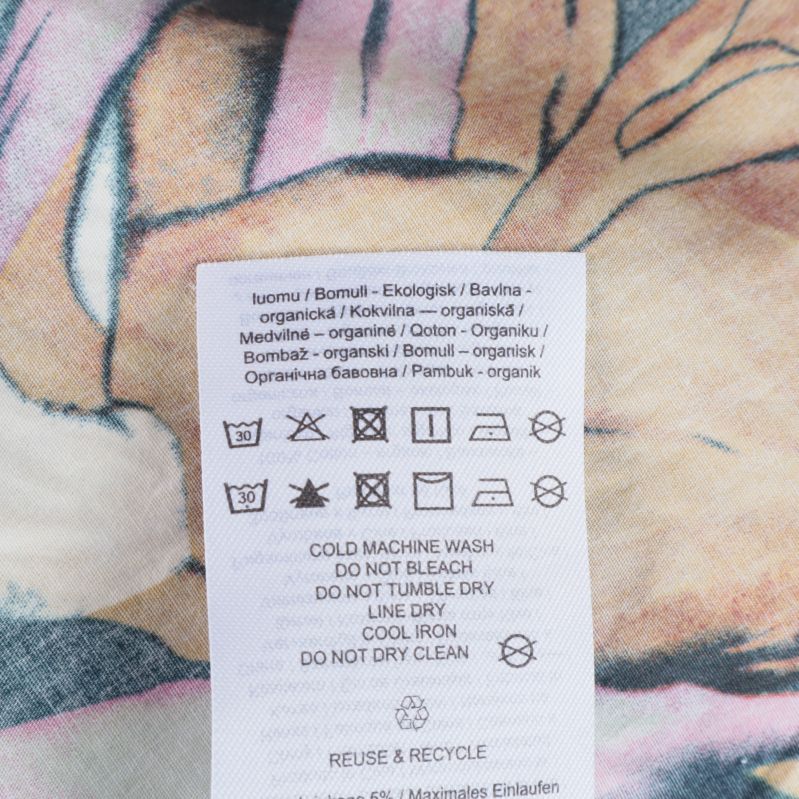 luomu / Bomull - Ekologisk / Bavlna -
organická / Kokvilna — organiskā /
Medvilnė – organinė / Qoton - Organiku /
Bombaž - organski / Bomull – organisk /
Органічна бавовна / Pambuk - organik
30
30
COLD MACHINE WASH
DO NOT BLEACH
DO NOT TUMBLE DRY
LINE DRY
COOL IRON
DO NOT DRY CLEAN
REUSE & RECYCLE
5% / Maximales Einlaufen